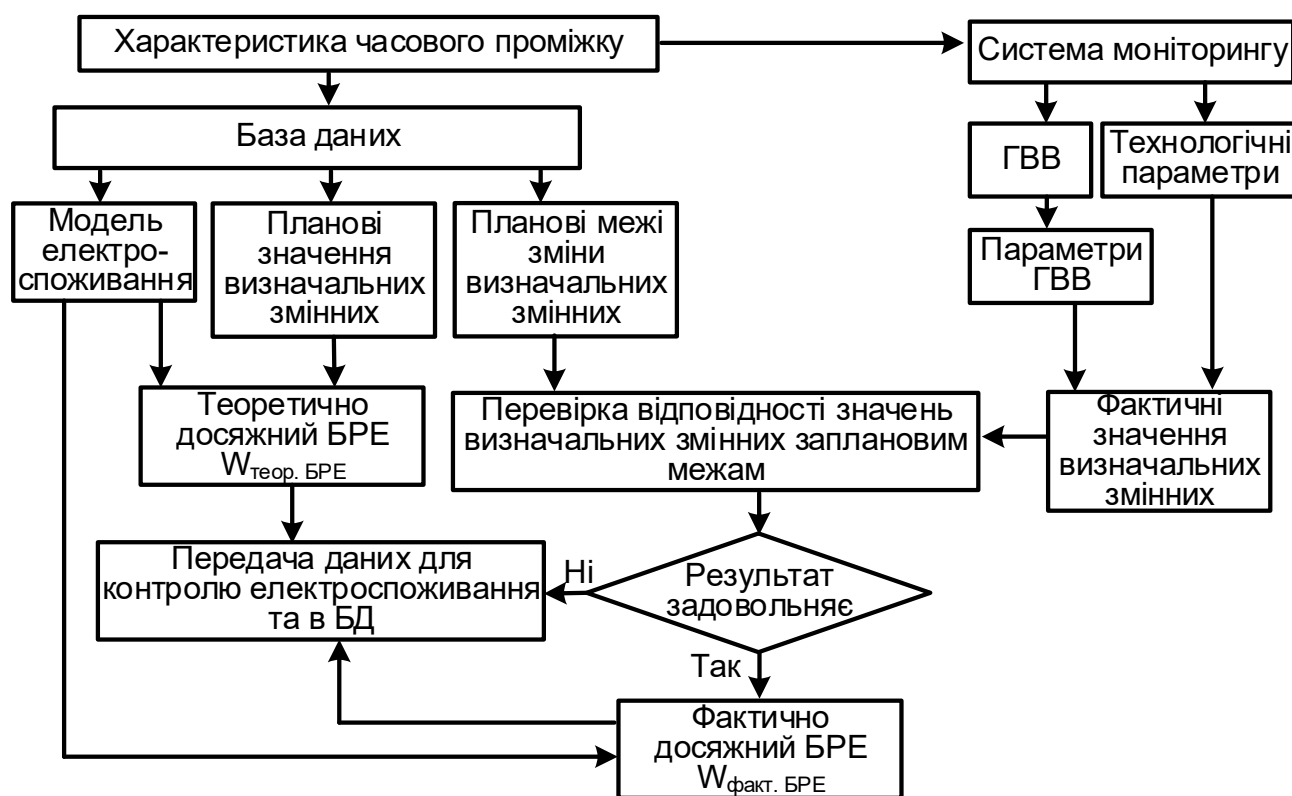 Характеристика часового проміжку
Система моніторингу
База даних
ГВВ
Технологічні
параметри
Модель
електро-
споживання
Планові
значення
визначальних
змінних
Планові межі
зміни
визначальних
змінних
Параметри
ГВВ
Теоретично
досяжний БРЕ
Wтеор. БРЕ
Перевірка відповідності значень
визначальних змінних заплановим
межам
Фактичні
значення
визначальних
змінних
Передача даних для
контролю електроспоживання
та в БД
Ні
Результат
задовольняє
Так
Фактично
досяжний БРЕ
Wфакт. БРЕ